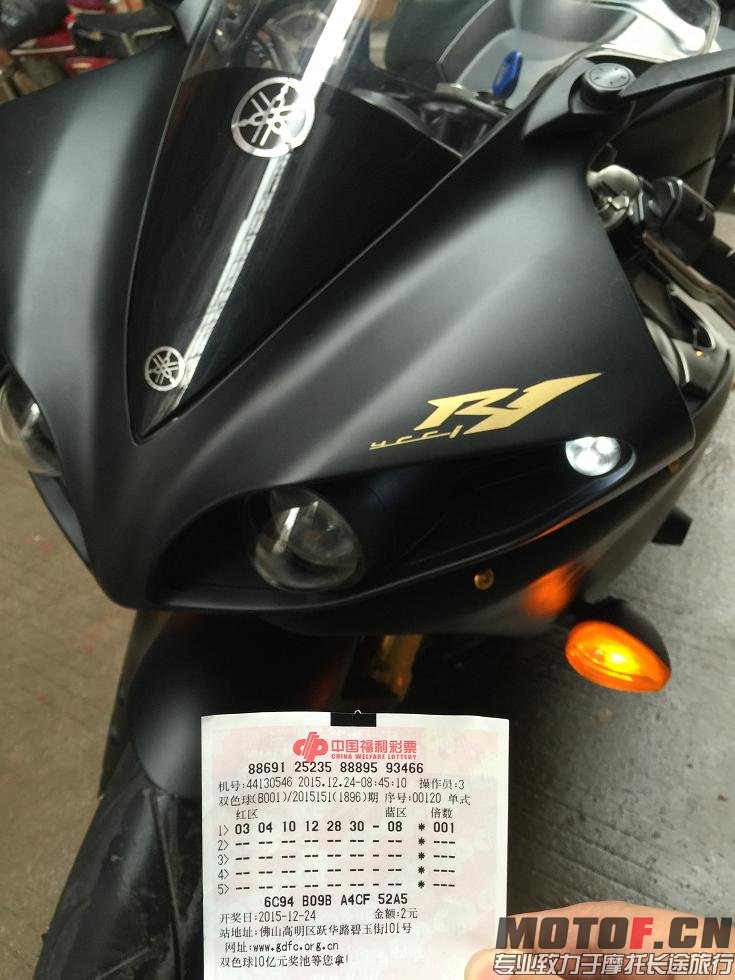 R1
YCCI
中国福利彩票
CHINA WELFARE LOTTERY
88691 25235 88895 93466
机号:44130546 2015.12.24-08:45:10 操作员:3
双色球(B001)/2015151(1896)期 序号:00120 单式
红区 蓝区 倍数
1> 03 04 10 12 28 30 - 08 * 001
2> -- -- -- -- -- -- - -- * ---
3> -- -- -- -- -- -- - -- * ---
4> -- -- -- -- -- -- - -- * ---
5> -- -- -- -- -- -- - -- * ---
6C94 B09B A4CF 52A5
开奖日:2015-12-24 金额:2元
站地址:佛山高明区跃华路碧玉街101号
网址:www.gdfc.org.cn
双色球10亿元奖池等您拿!
MOTOF.CN
专业致力于摩托长途旅行